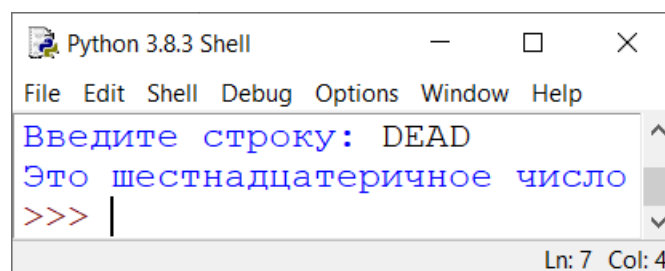 Python 3.8.3 Shell
File Edit Shell Debug Options Window Help
Введите строку: DEAD
Это шестнадцатеричное число
>>>
Ln: 7 Col: 4